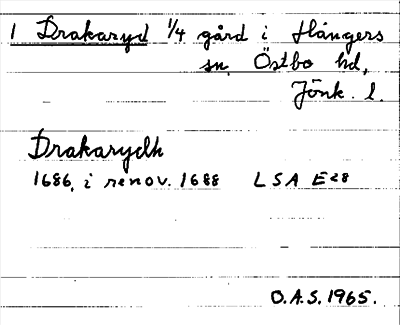 1 Drakaryd 1/4 gård i Hångers
sn, Östbo hd,
Jönk. l.
Drakarydh
1686, i renov. 1688 LSA E28
O.A.S. 1965.